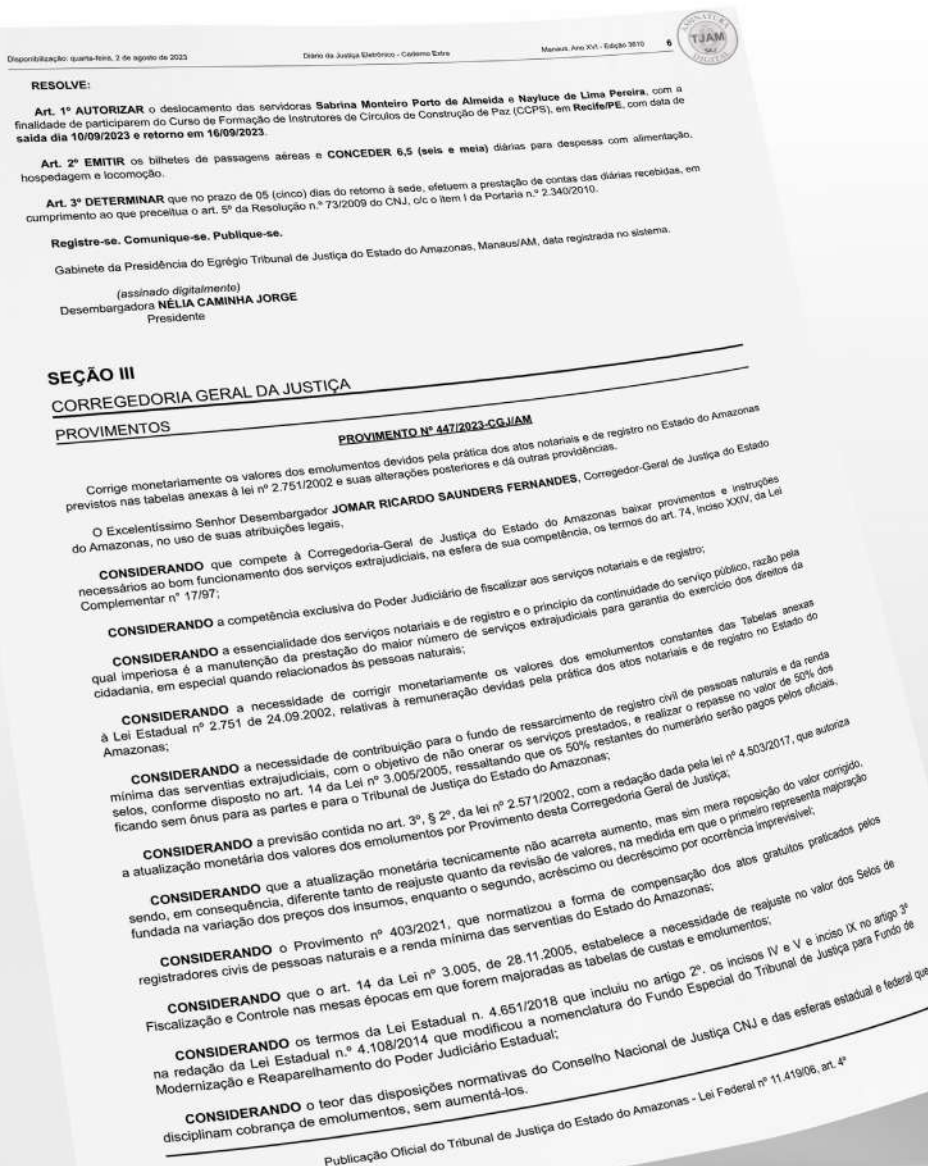 Disponibilização: quarta-feira, 2 de agosto de 2023
Diário da Justiça Eletrônico - Caderno Extra
Manaus, Ano XVI - Edição 3610
6
TJAM
RESOLVE:
Art. 1º AUTORIZAR o deslocamento das servidoras Sabrina Monteiro Porto de Almeida e Nayluce de Lima Pereira, com a
finalidade de participarem do Curso de Formação de Instrutores de Círculos de Construção de Paz (CCPS), em Recife/PE, com data de
saída dia 10/09/2023 e retorno em 16/09/2023.
Art. 2º EMITIR os bilhetes de passagens aéreas e CONCEDER 6,5 (seis e meia) diárias para despesas com alimentação,
hospedagem e locomoção.
Art. 3º DETERMINAR que no prazo de 05 (cinco) dias do retorno à sede, efetuem a prestação de contas das diárias recebidas, em
cumprimento ao que preceitua o art. 5º da Resolução n.º 73/2009 do CNJ, c/c o item I da Portaria n.º 2.340/2010.
Registre-se. Comunique-se. Publique-se.
Gabinete da Presidência do Egrégio Tribunal de Justiça do Estado do Amazonas, Manaus/AM, data registrada no sistema.
(assinado digitalmente)
Desembargadora NÉLIA CAMINHA JORGE
Presidente
SEÇÃO III
CORREGEDORIA GERAL DA JUSTIÇA
PROVIMENTOS
PROVIMENTO Nº 447/2023-CGJ/AM
Corrige monetariamente os valores dos emolumentos devidos pela prática dos atos notariais e de registro no Estado do Amazonas
previstos nas tabelas anexas à lei nº 2.751/2002 e suas alterações posteriores e dá outras providências.
O Excelentíssimo Senhor Desembargador JOMAR RICARDO SAUNDERS FERNANDES, Corregedor-Geral de Justiça do Estado
do Amazonas, no uso de suas atribuições legais,
CONSIDERANDO que compete à Corregedoria-Geral de Justiça do Estado do Amazonas baixar provimentos e instruções
necessários ao bom funcionamento dos serviços extrajudiciais, na esfera de sua competência, os termos do art. 74, inciso XXIV, da Lei
Complementar n° 17/97;
CONSIDERANDO a competência exclusiva do Poder Judiciário de fiscalizar aos serviços notariais e de registro;
CONSIDERANDO a essencialidade dos serviços notariais e de registro e o princípio da continuidade do serviço público, razão pela
qual imperiosa é a manutenção da prestação do maior número de serviços extrajudiciais para garantia do exercício dos direitos da
cidadania, em especial quando relacionados às pessoas naturais;
CONSIDERANDO a necessidade de corrigir monetariamente os valores dos emolumentos constantes das Tabelas anexas
à Lei Estadual nº 2.751 de 24.09.2002, relativas à remuneração devidas pela prática dos atos notariais e de registro no Estado do
Amazonas;
CONSIDERANDO a necessidade de contribuição para o fundo de ressarcimento de registro civil de pessoas naturais e da renda
mínima das serventias extrajudiciais, com o objetivo de não onerar os serviços prestados, e realizar o repasse no valor de 50% dos
selos, conforme disposto no art. 14 da Lei nº 3.005/2005, ressaltando que os 50% restantes do numerário serão pagos pelos oficiais,
ficando sem ônus para as partes e para o Tribunal de Justiça do Estado do Amazonas;
CONSIDERANDO a previsão contida no art. 3º, § 2º, da lei nº 2.571/2002, com a redação dada pela lei nº 4.503/2017, que autoriza
a atualização monetária dos valores dos emolumentos por Provimento desta Corregedoria Geral de Justiça;
CONSIDERANDO que a atualização monetária tecnicamente não acarreta aumento, mas sim mera reposição do valor corrigido,
sendo, em consequência, diferente tanto de reajuste quanto da revisão de valores, na medida em que o primeiro representa majoração
fundada na variação dos preços dos insumos, enquanto o segundo, acréscimo ou decréscimo por ocorrência imprevisível;
CONSIDERANDO o Provimento nº 403/2021, que normatizou a forma de compensação dos atos gratuitos praticados pelos
registradores civis de pessoas naturais e a renda mínima das serventias do Estado do Amazonas;
CONSIDERANDO que o art. 14 da Lei nº 3.005, de 28.11.2005, estabelece a necessidade de reajuste no valor dos Selos de
Fiscalização e Controle nas mesas épocas em que forem majoradas as tabelas de custas e emolumentos;
CONSIDERANDO os termos da Lei Estadual n. 4.651/2018 que incluiu no artigo 2º. os incisos IV e V e inciso IX no artigo 3º
na redação da Lei Estadual n.º 4.108/2014 que modificou a nomenclatura do Fundo Especial do Tribunal de Justiça para Fundo de
Modernização e Reaparelhamento do Poder Judiciário Estadual;
CONSIDERANDO o teor das disposições normativas do Conselho Nacional de Justiça CNJ e das esferas estadual e federal que
disciplinam cobrança de emolumentos, sem aumentá-los.
Publicação Oficial do Tribunal de Justiça do Estado do Amazonas - Lei Federal nº 11.419/06, art. 4º